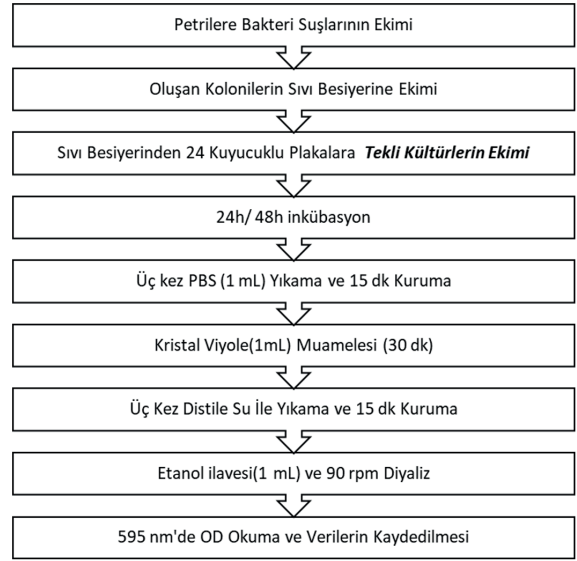 Petrilere Bakteri Suşlarının Ekimi
Oluşan Kolonilerin Sıvı Besiyerine Ekimi
Sıvı Besiyerinden 24 Kuyucuklu Plakalara Tekli Kültürlerin Ekimi
24h/ 48h inkübasyon
Üç kez PBS (1 mL) Yıkama ve 15 dk Kuruma
Kristal Viyole(1mL) Muamelesi (30 dk)
Üç Kez Distile Su İle Yıkama ve 15 dk Kuruma
Etanol ilavesi(1 mL) ve 90 rpm Diyaliz
595 nm'de OD Okuma ve Verilerin Kaydedilmesi